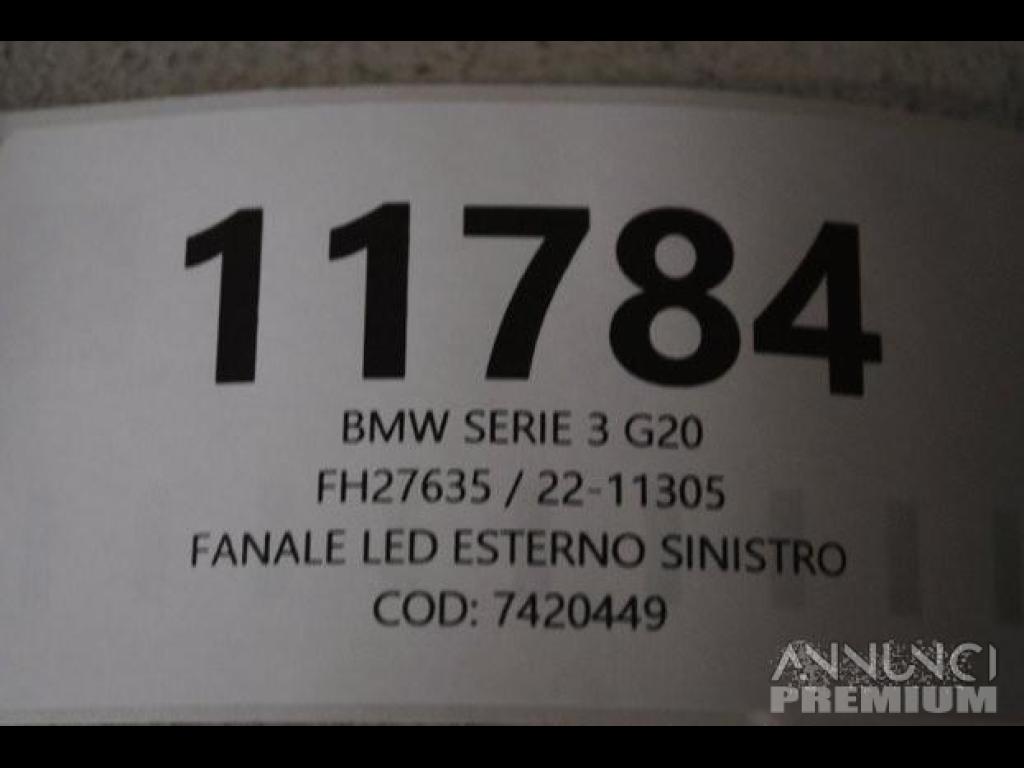 11784
BMW SERIE 3 G20
FH27635 / 22-11305
FANALE LED ESTERNO SINISTRO
COD: 7420449
ANNUNCI
PREMIUM